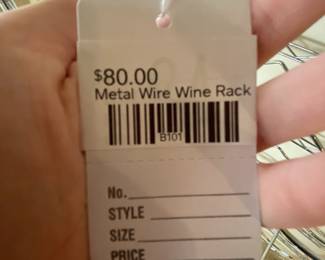 $80.00
Metal Wire Wine Rack
B101
No.
STYLE
SIZE
PRICE